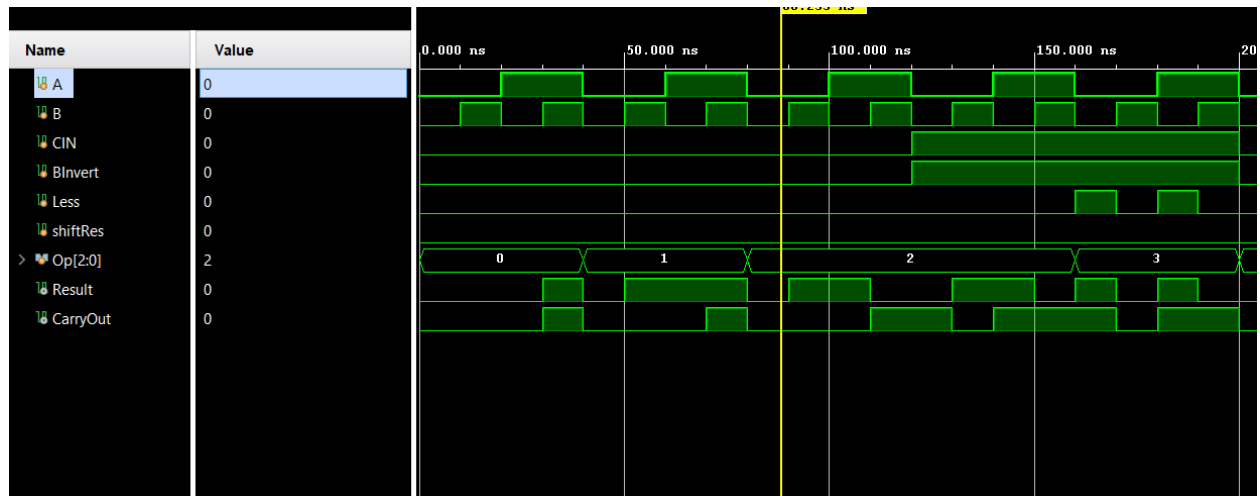 Name Value
0.000 ns 50.000 ns 100.000 ns 150.000 ns 20
A 0
B 0
CIN 0
BInvert 0
Less 0
shiftRes 0
Op[2:0] 2 0 1 2 3
Result 0
CarryOut 0